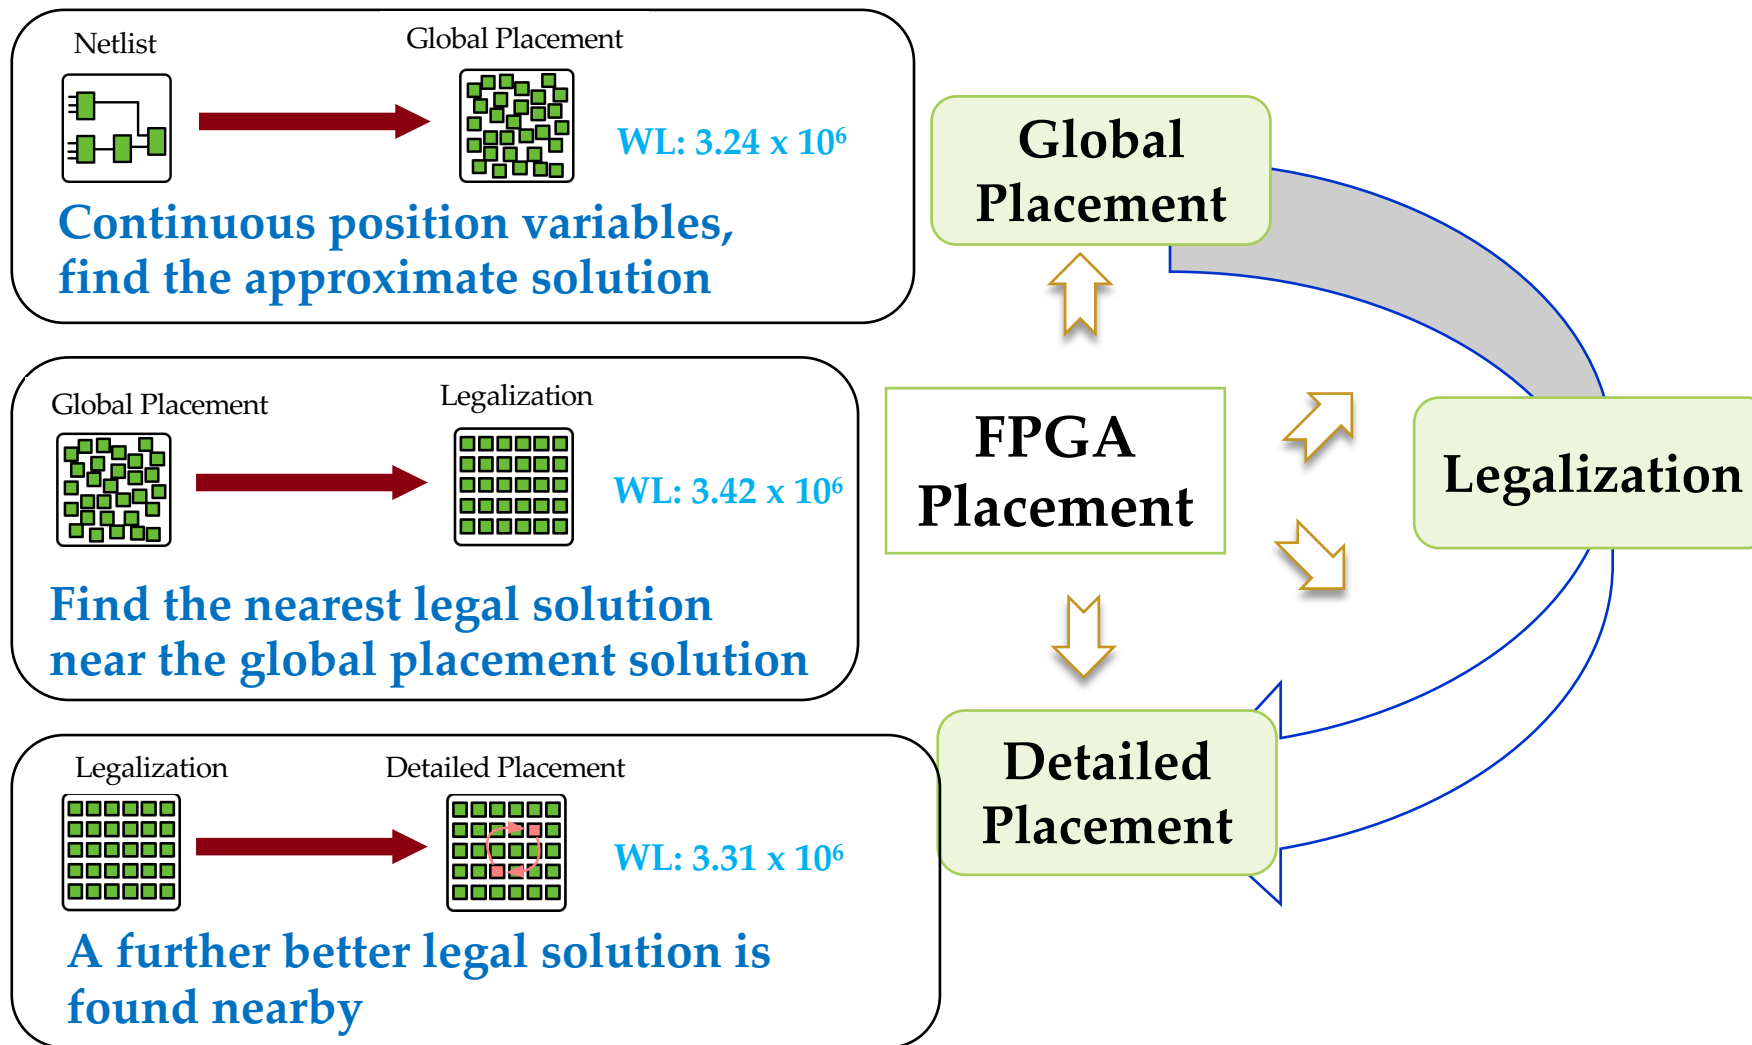 Netlist
Global Placement
WL: 3.24 x 10⁶
Continuous position variables,
find the approximate solution
Global Placement
Legalization
WL: 3.42 x 10⁶
Find the nearest legal solution
near the global placement solution
Legalization
Detailed Placement
WL: 3.31 x 10⁶
A further better legal solution is
found nearby
Global
Placement
FPGA
Placement
Legalization
Detailed
Placement